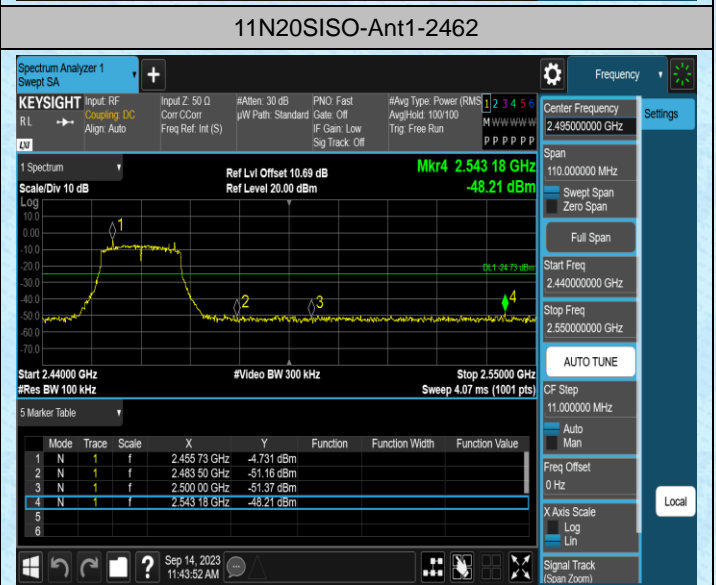 11N20SISO-Ant1-2462
Spectrum Analyzer 1
Swept SA
+
Frequency
KEYSIGHT
RL
LXI
Input: RF
Coupling: DC
Align: Auto
Input Z: 50 Ω
Corr CCorr
Freq Ref: Int (S)
#Atten: 30 dB
µW Path: Standard
PNO: Fast
Gate: Off
IF Gain: Low
Sig Track: Off
#Avg Type: Power (RMS
Avg|Hold: 100/100
Trig: Free Run
1 2 3 4 5 6
M W W W W W
P P P P P P
1 Spectrum
Scale/Div 10 dB
Ref Lvl Offset 10.69 dB
Ref Level 20.00 dBm
Mkr4 2.543 18 GHz
-48.21 dBm
Log
10.0
0.00
-10.0
-20.0
-30.0
-40.0
-50.0
-60.0
-70.0
1
2
3
4
DL1 -24.73 dBm
Start 2.44000 GHz
#Res BW 100 kHz
#Video BW 300 kHz
Stop 2.55000 GHz
Sweep 4.07 ms (1001 pts)
5 Marker Table
Mode Trace Scale X Y Function Function Width Function Value
1 N 1 f 2.455 73 GHz -4.731 dBm
2 N 1 f 2.483 50 GHz -51.16 dBm
3 N 1 f 2.500 00 GHz -51.37 dBm
4 N 1 f 2.543 18 GHz -48.21 dBm
5
6
Sep 14, 2023
11:43:52 AM
?
Center Frequency
2.495000000 GHz
Settings
Span
110.000000 MHz
Swept Span
Zero Span
Full Span
Start Freq
2.440000000 GHz
Stop Freq
2.550000000 GHz
AUTO TUNE
CF Step
11.000000 MHz
Auto
Man
Freq Offset
0 Hz
X Axis Scale
Log
Lin
Local
Signal Track
(Span Zoom)